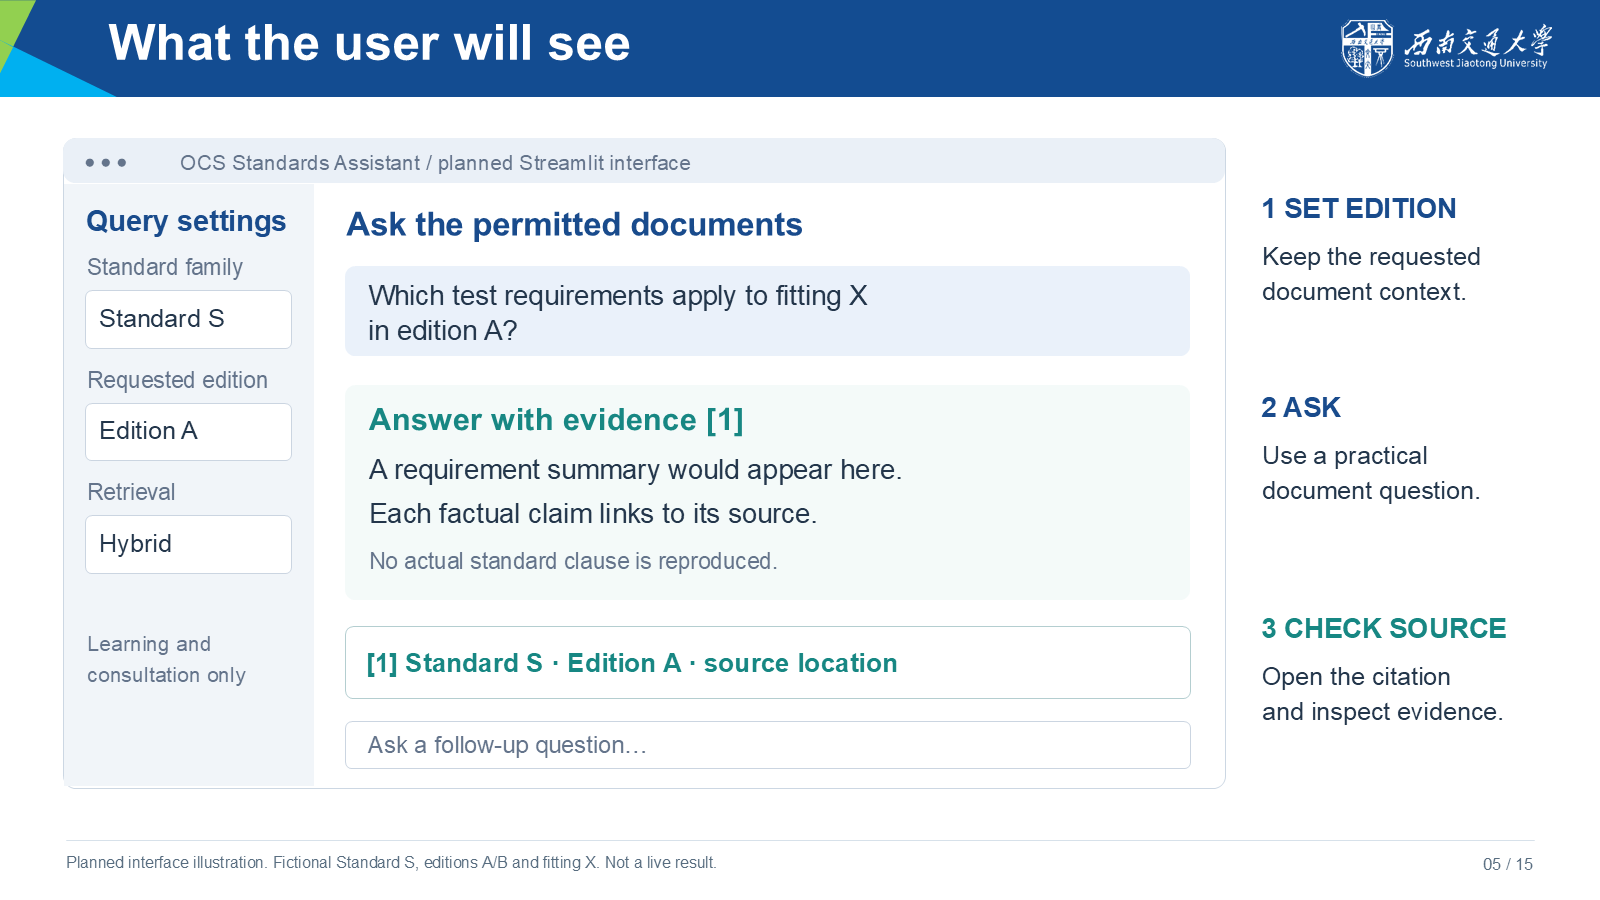 What the user will see
西南交通大學
Southwest Jiaotong University
OCS Standards Assistant / planned Streamlit interface
Query settings
Standard family
Standard S
Requested edition
Edition A
Retrieval
Hybrid
Learning and
consultation only
Ask the permitted documents
Which test requirements apply to fitting X
in edition A?
Answer with evidence [1]
A requirement summary would appear here.
Each factual claim links to its source.
No actual standard clause is reproduced.
[1] Standard S · Edition A · source location
Ask a follow-up question…
1 SET EDITION
Keep the requested
document context.
2 ASK
Use a practical
document question.
3 CHECK SOURCE
Open the citation
and inspect evidence.
Planned interface illustration. Fictional Standard S, editions A/B and fitting X. Not a live result.
05 / 15